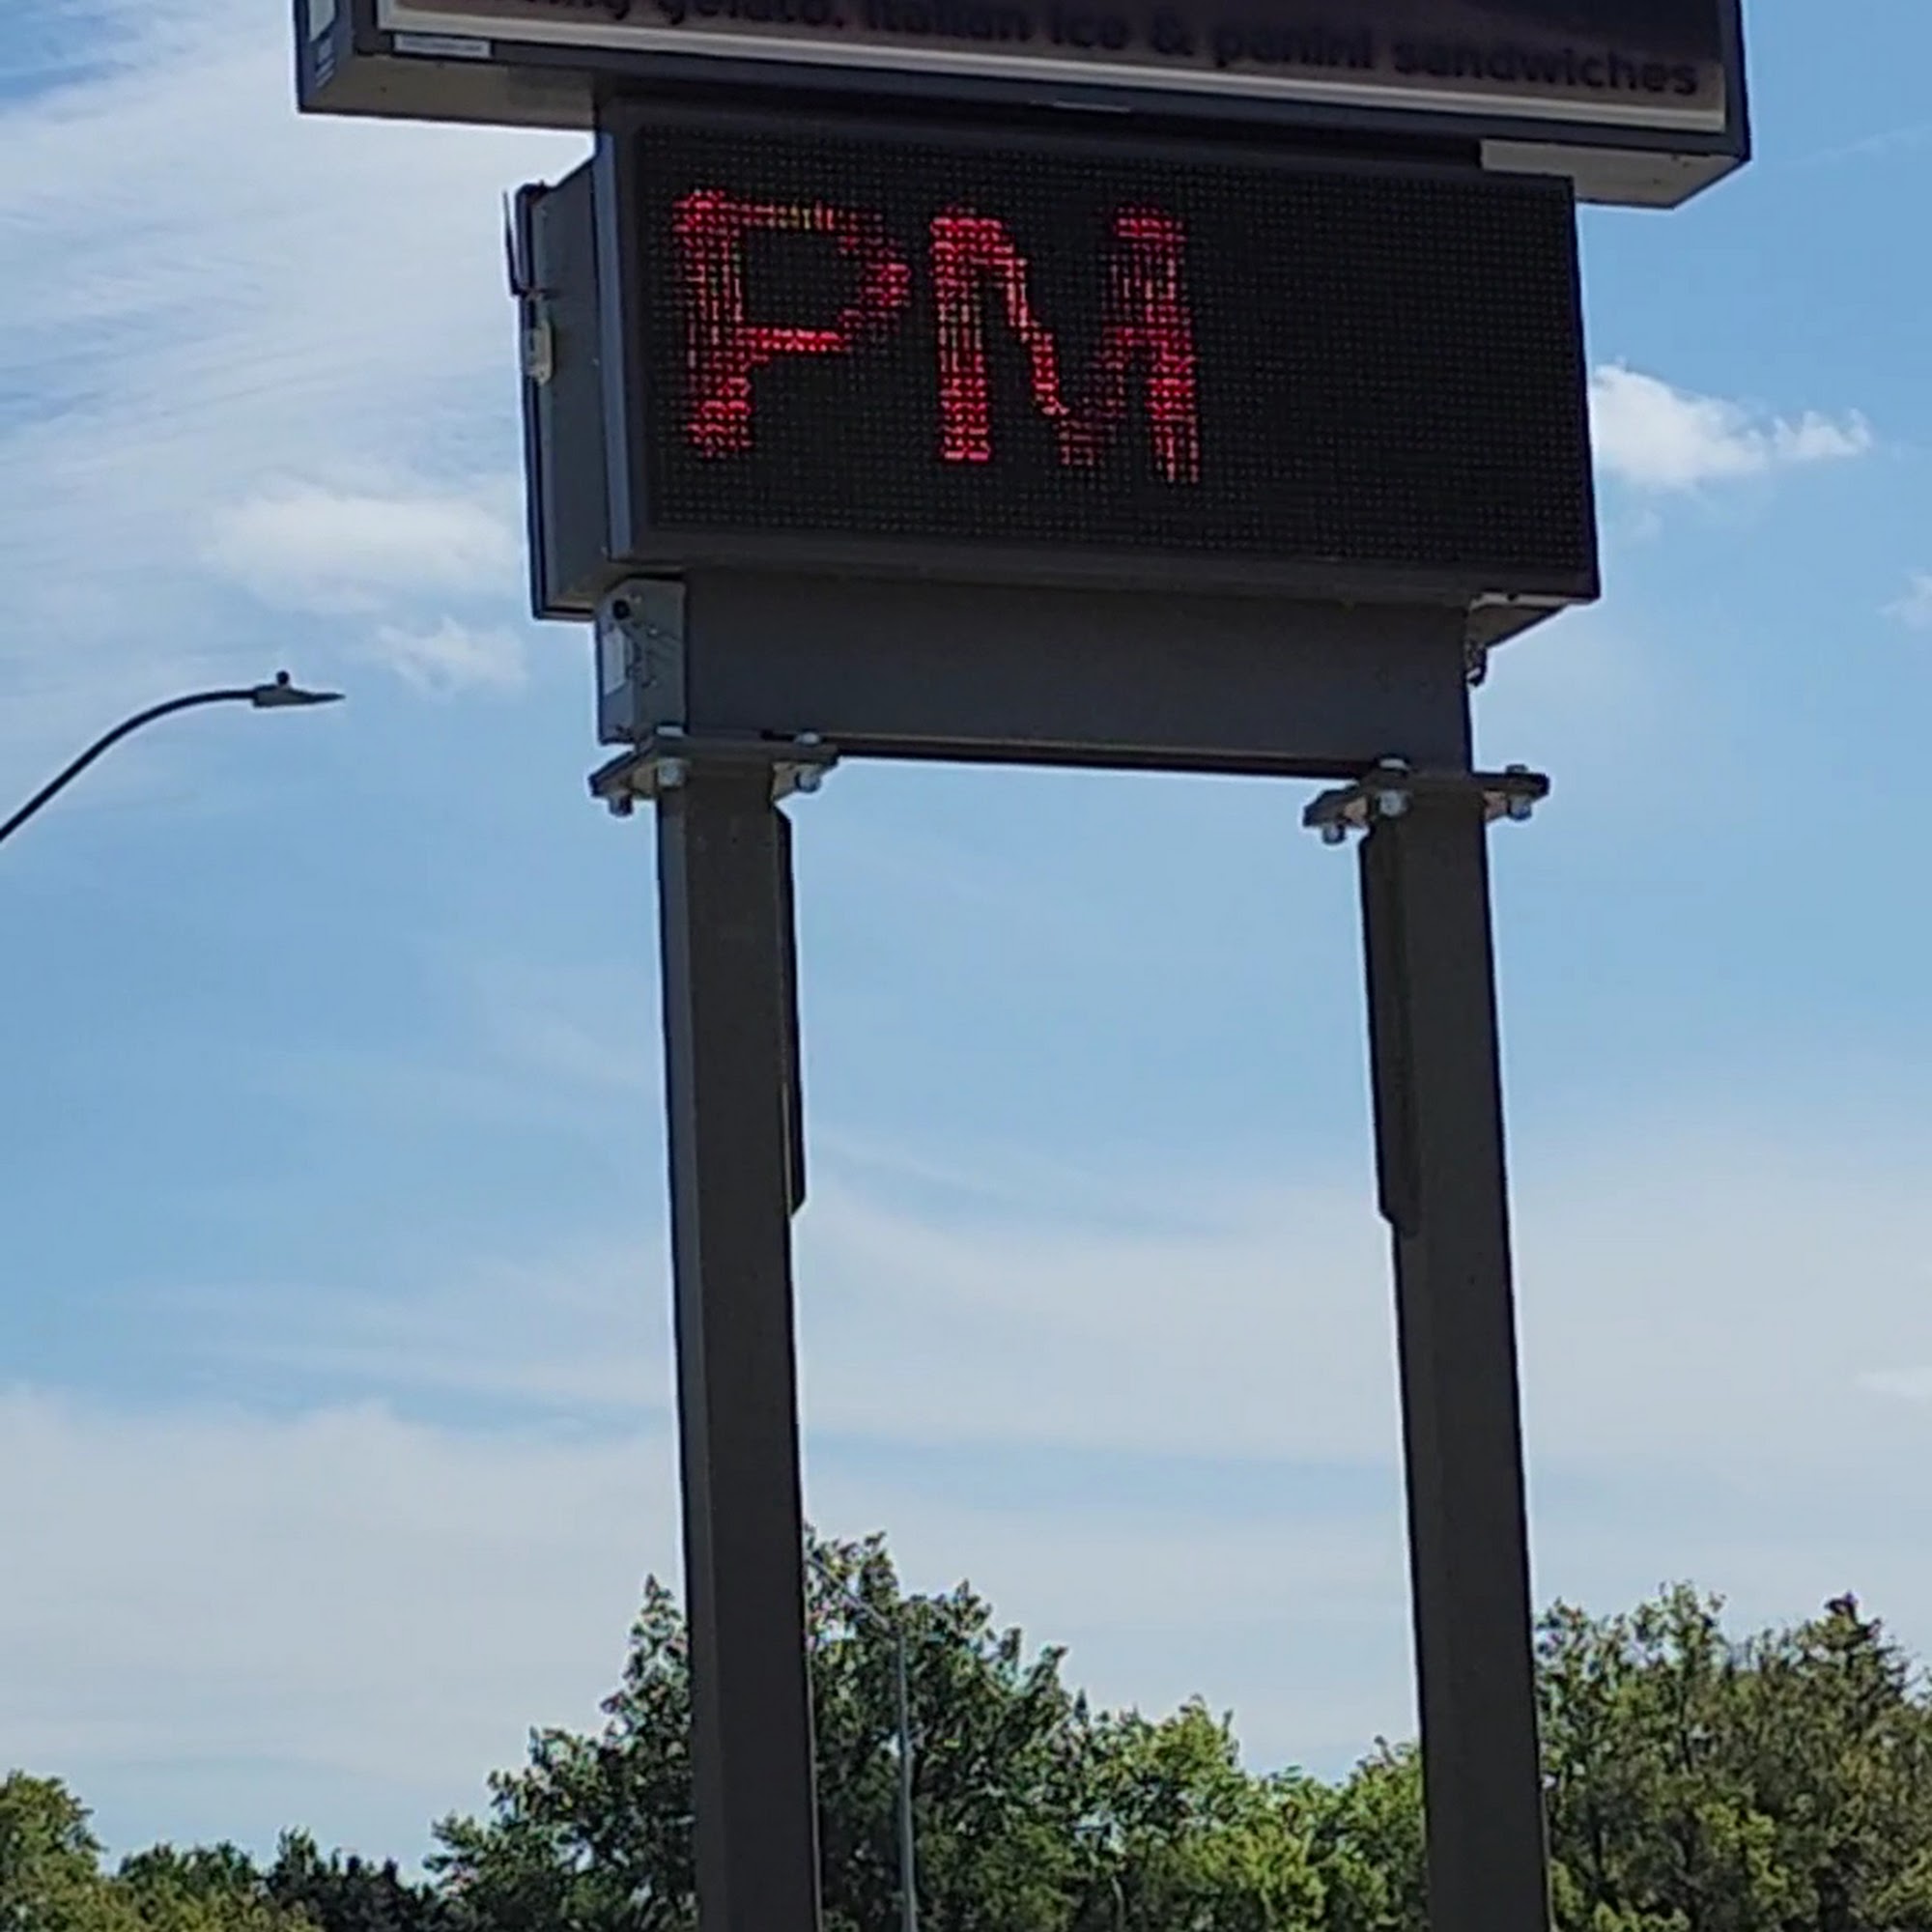 gelato, italian ice & panini sandwiches
PM